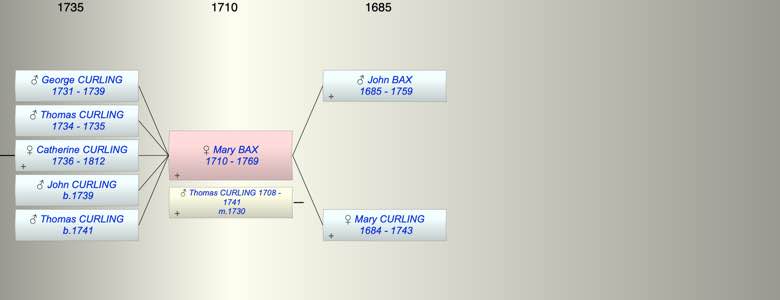 1735
1710
1685
♂ George CURLING
1731 - 1739
♂ Thomas CURLING
1734 - 1735
♀ Catherine CURLING
1736 - 1812
+
♂ John CURLING
b.1739
♂ Thomas CURLING
b.1741
♀ Mary BAX
1710 - 1769
+
♂ Thomas CURLING 1708 -
1741
m.1730
+
♂ John BAX
1685 - 1759
+
♀ Mary CURLING
1684 - 1743
+